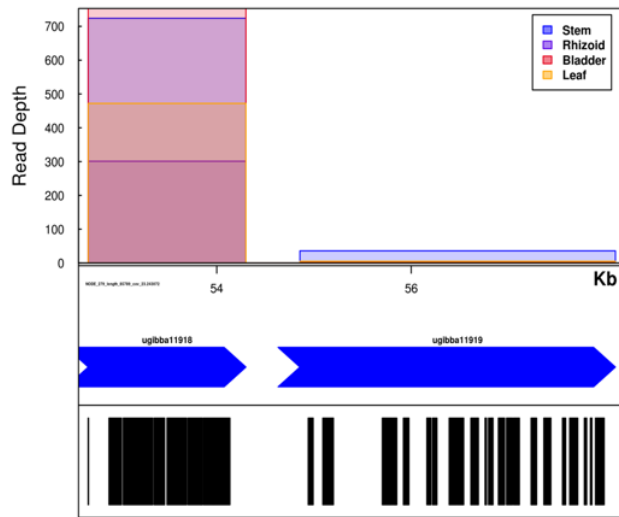 700
600
500
400
300
200
100
0
Read Depth
Stem
Rhizoid
Bladder
Leaf
54
56
Kb
ugibba11918
ugibba11919